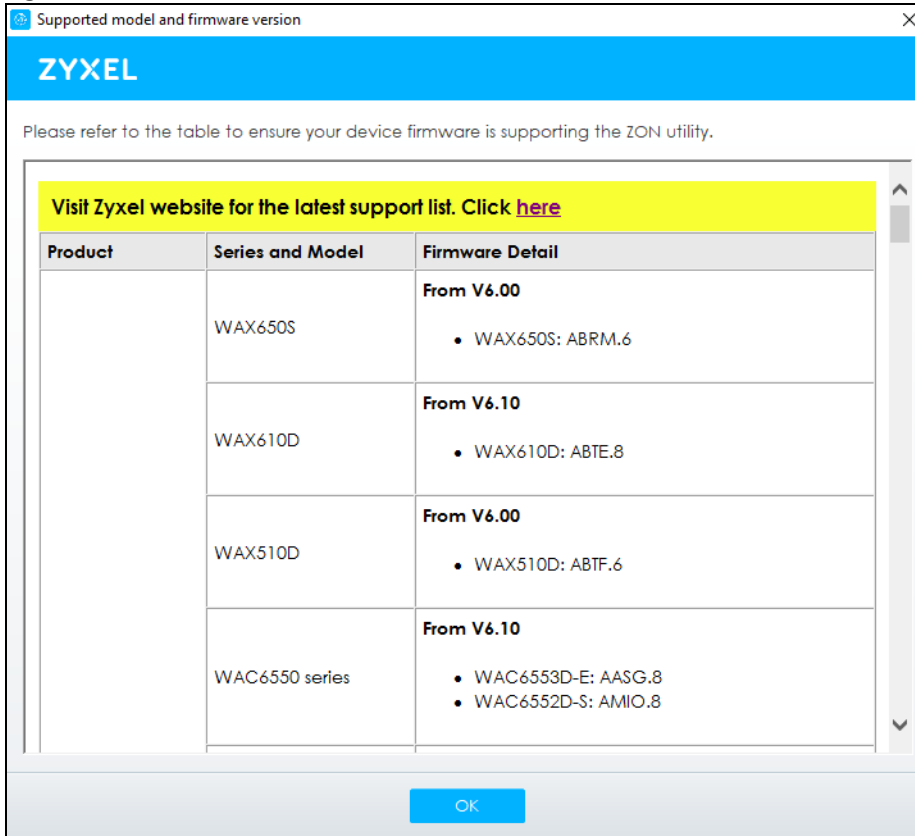 Supported model and firmware version
ZYXEL
Please refer to the table to ensure your device firmware is supporting the ZON utility.
Visit Zyxel website for the latest support list. Click here
Product Series and Model Firmware Detail
WAX650S
From V6.00
• WAX650S: ABRM.6
WAX610D
From V6.10
• WAX610D: ABTE.8
WAX510D
From V6.00
• WAX510D: ABTF.6
WAC6550 series
From V6.10
• WAC6553D-E: AASG.8
• WAC6552D-S: AMIO.8
OK